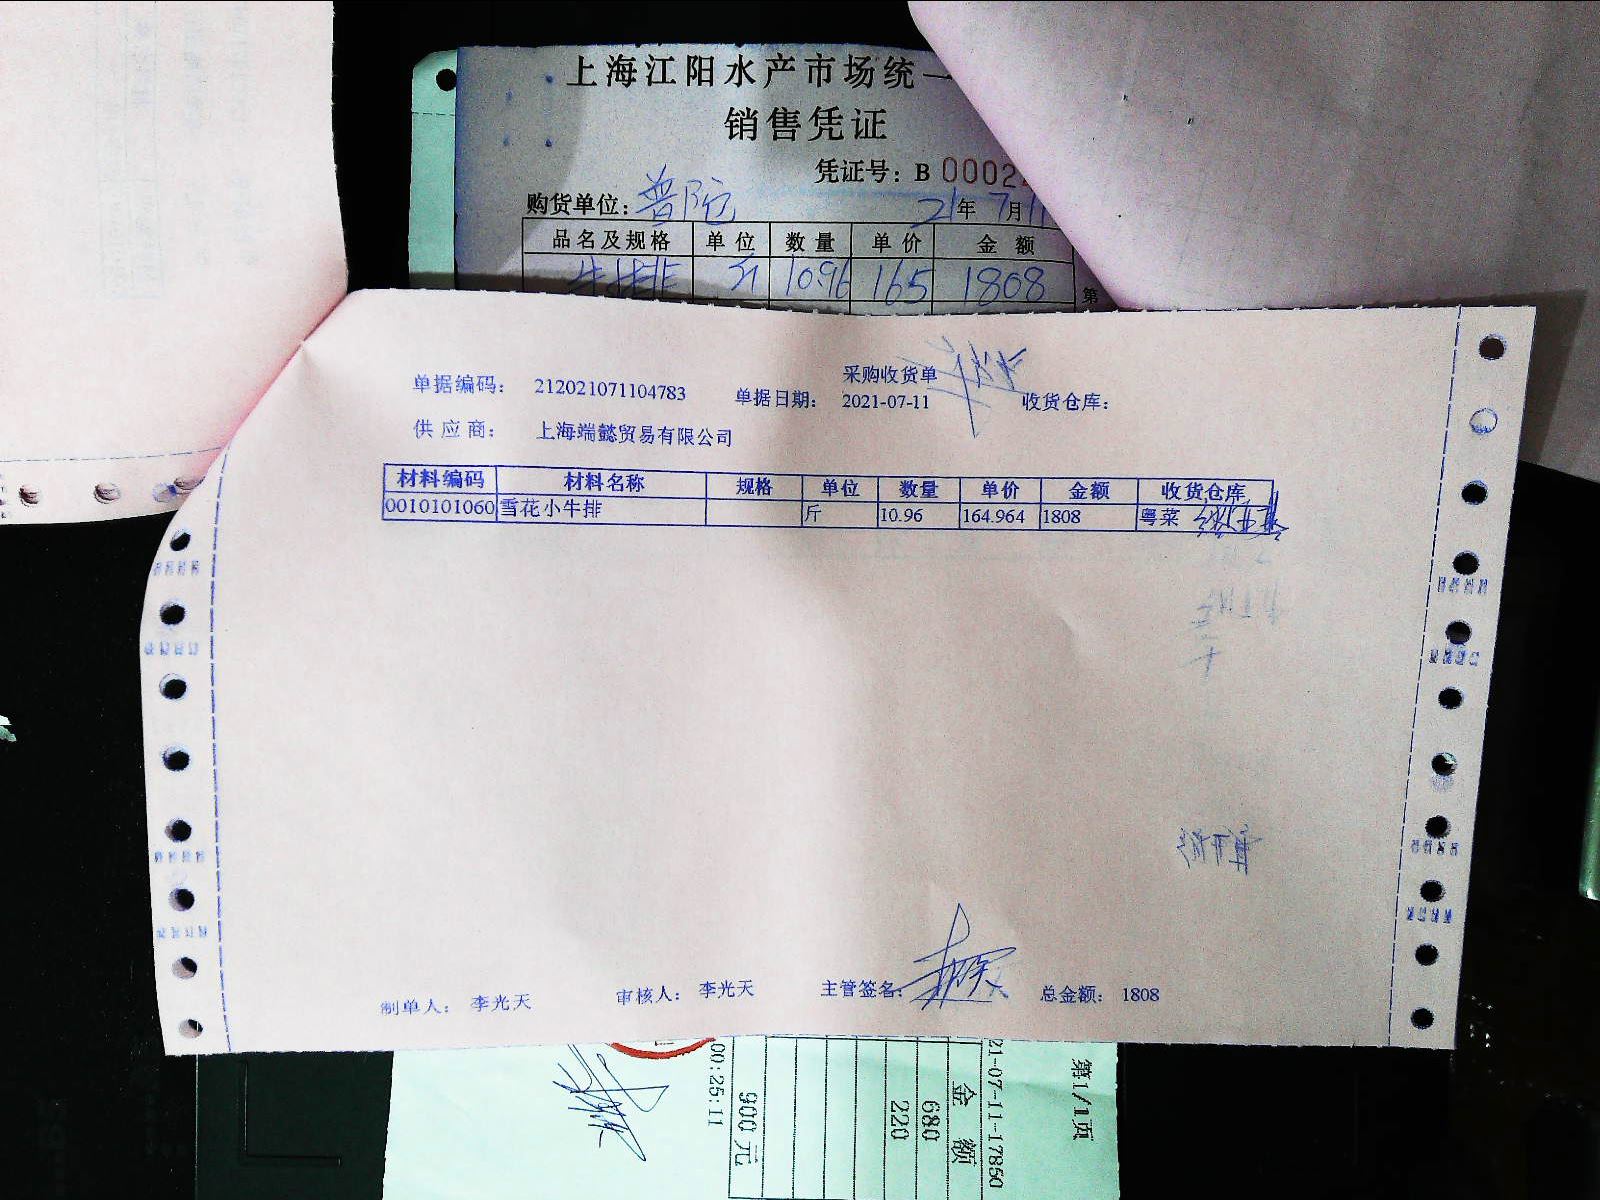 上海江阳水产市场统一
销售凭证
凭证号：B 0002
购货单位：普陀 21年7月11
品名及规格 单位 数量 单价 金额
牛排 斤 10.96 165 1808
第
采购收货单
单据编码： 212021071104783 单据日期： 2021-07-11 收货仓库：
供应商： 上海端懿贸易有限公司
材料编码 材料名称 规格 单位 数量 单价 金额 收货仓库
0010101060 雪花小牛排 斤 10.96 164.964 1808 粤菜
制单人： 李光天 审核人： 李光天 主管签名： 总金额： 1808
第1/1页
21-07-11-17850
金额
680
220
00:25:11
900元